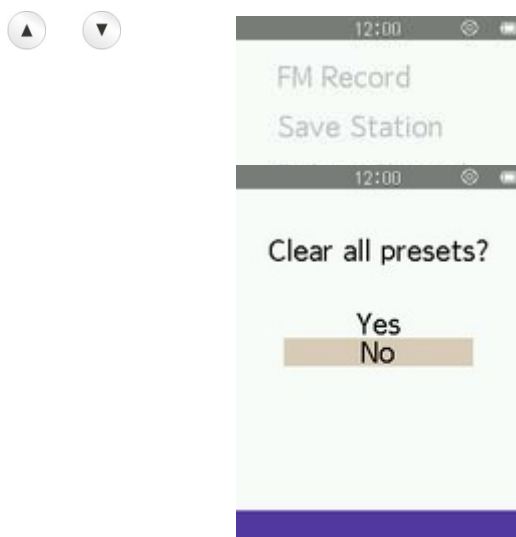 12:00
FM Record
Save Station
12:00
Clear all presets?
Yes
No